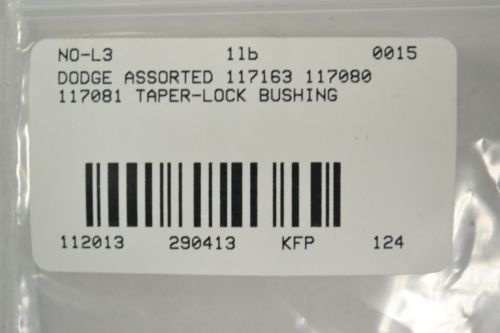 NO-L3 1lb 0015
DODGE ASSORTED 117163 117080
117081 TAPER-LOCK BUSHING
112013 290413 KFP 124